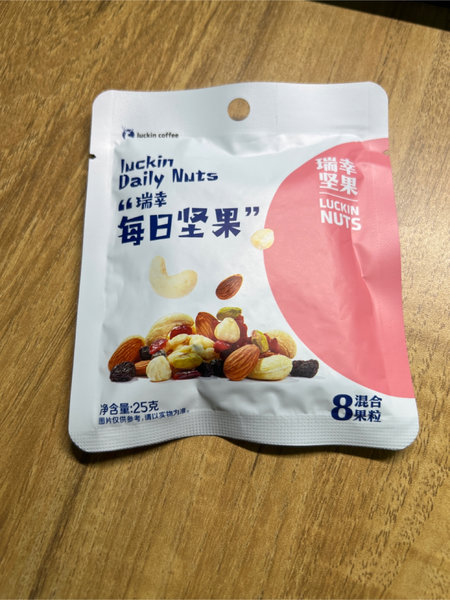 luckin coffee
luckin
Daily Nuts
“瑞幸
每日坚果”
瑞幸
坚果
LUCKIN
NUTS
净含量:25克
图片仅供参考,请以实物为准。
8混合
果粒